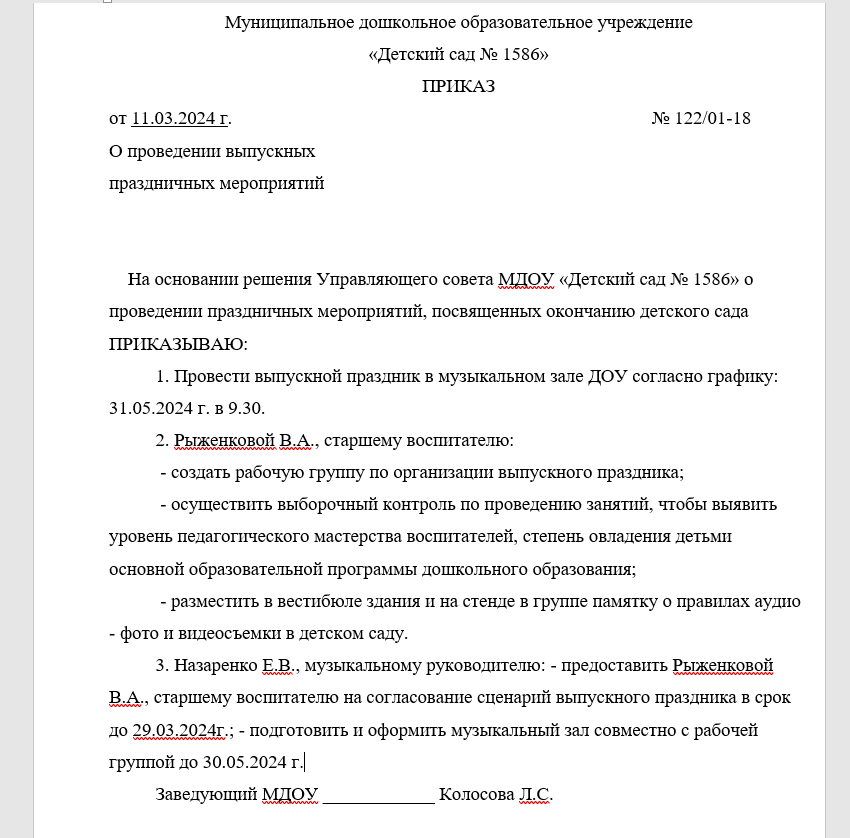 Муниципальное дошкольное образовательное учреждение
«Детский сад № 1586»
ПРИКАЗ
от 11.03.2024 г. № 122/01-18
О проведении выпускных
праздничных мероприятий
На основании решения Управляющего совета МДОУ «Детский сад № 1586» о
проведении праздничных мероприятий, посвященных окончанию детского сада
ПРИКАЗЫВАЮ:
1. Провести выпускной праздник в музыкальном зале ДОУ согласно графику:
31.05.2024 г. в 9.30.
2. Рыженковой В.А., старшему воспитателю:
- создать рабочую группу по организации выпускного праздника;
- осуществить выборочный контроль по проведению занятий, чтобы выявить
уровень педагогического мастерства воспитателей, степень овладения детьми
основной образовательной программы дошкольного образования;
- разместить в вестибюле здания и на стенде в группе памятку о правилах аудио
- фото и видеосъемки в детском саду.
3. Назаренко Е.В., музыкальному руководителю: - предоставить Рыженковой
В.А., старшему воспитателю на согласование сценарий выпускного праздника в срок
до 29.03.2024г.; - подготовить и оформить музыкальный зал совместно с рабочей
группой до 30.05.2024 г.
Заведующий МДОУ ____________ Колосова Л.С.